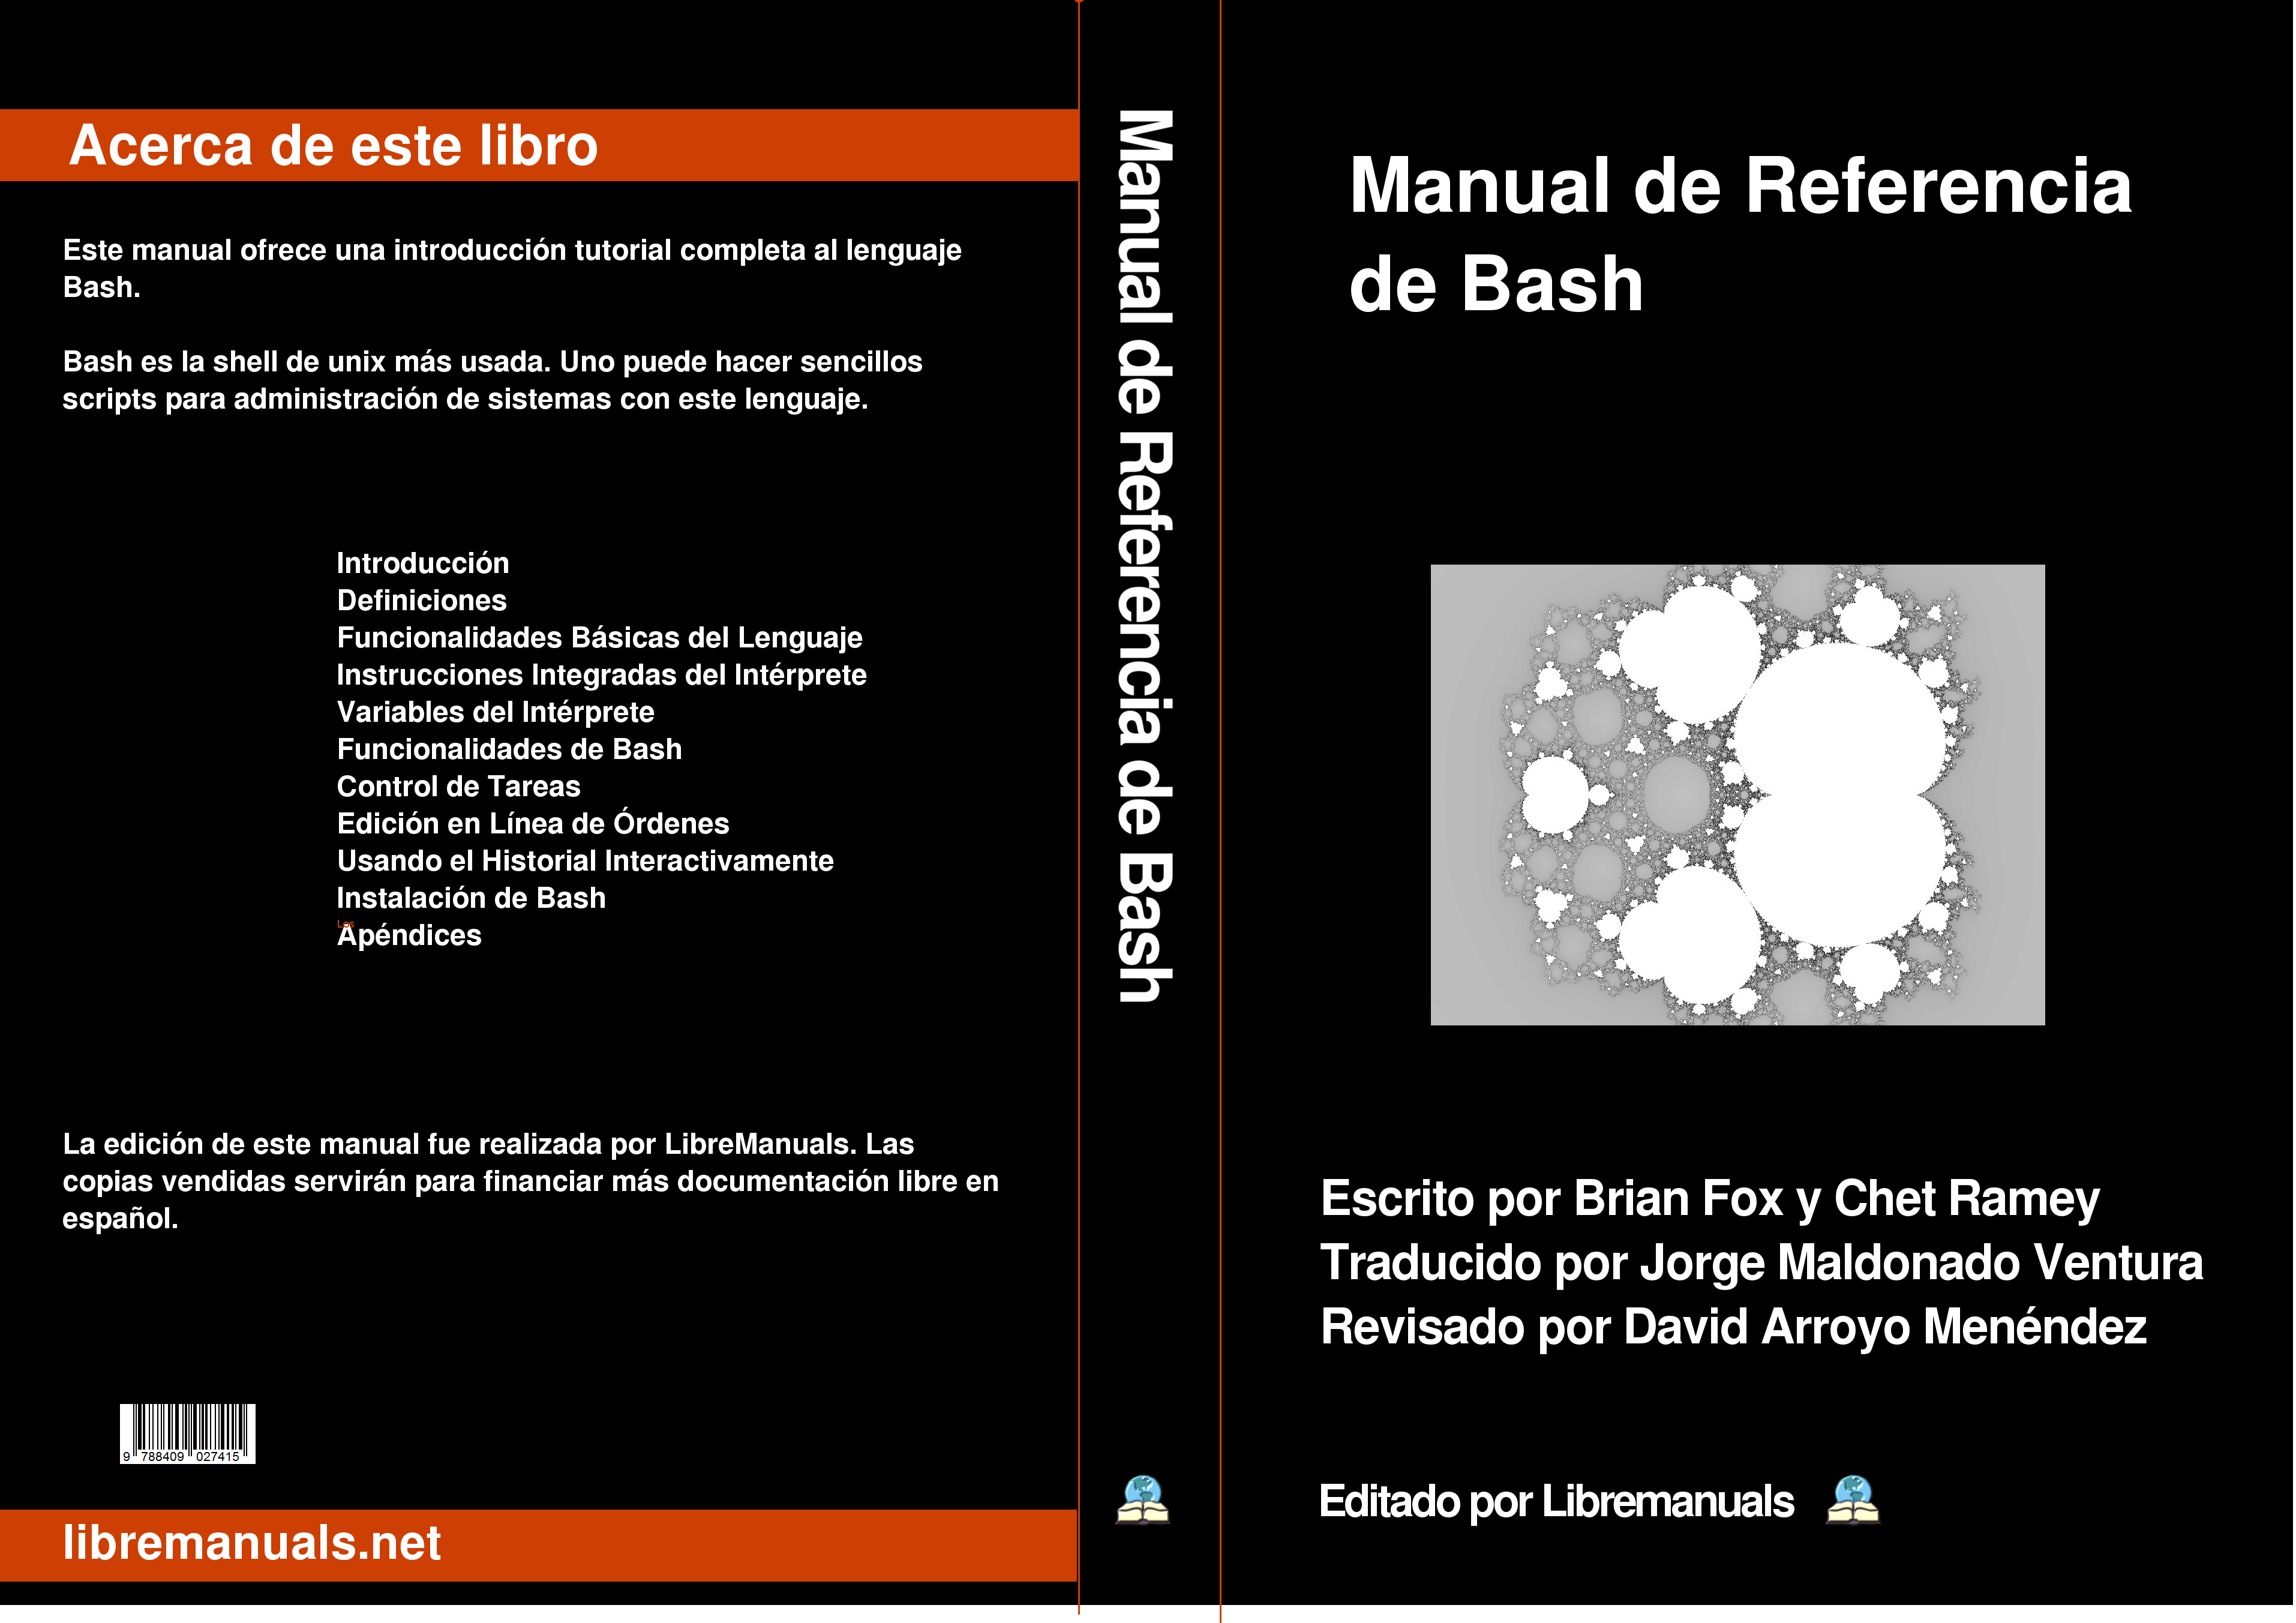 Acerca de este libro
Este manual ofrece una introducción tutorial completa al lenguaje
Bash.
Bash es la shell de unix más usada. Uno puede hacer sencillos
scripts para administración de sistemas con este lenguaje.
Introducción
Definiciones
Funcionalidades Básicas del Lenguaje
Instrucciones Integradas del Intérprete
Variables del Intérprete
Funcionalidades de Bash
Control de Tareas
Edición en Línea de Órdenes
Usando el Historial Interactivamente
Instalación de Bash
Los
Apéndices
La edición de este manual fue realizada por LibreManuals. Las
copias vendidas servirán para financiar más documentación libre en
español.
9 788409 027415
libremanuals.net
Manual de Referencia de Bash
Manual de Referencia
de Bash
Escrito por Brian Fox y Chet Ramey
Traducido por Jorge Maldonado Ventura
Revisado por David Arroyo Menéndez
Editado por Libremanuals